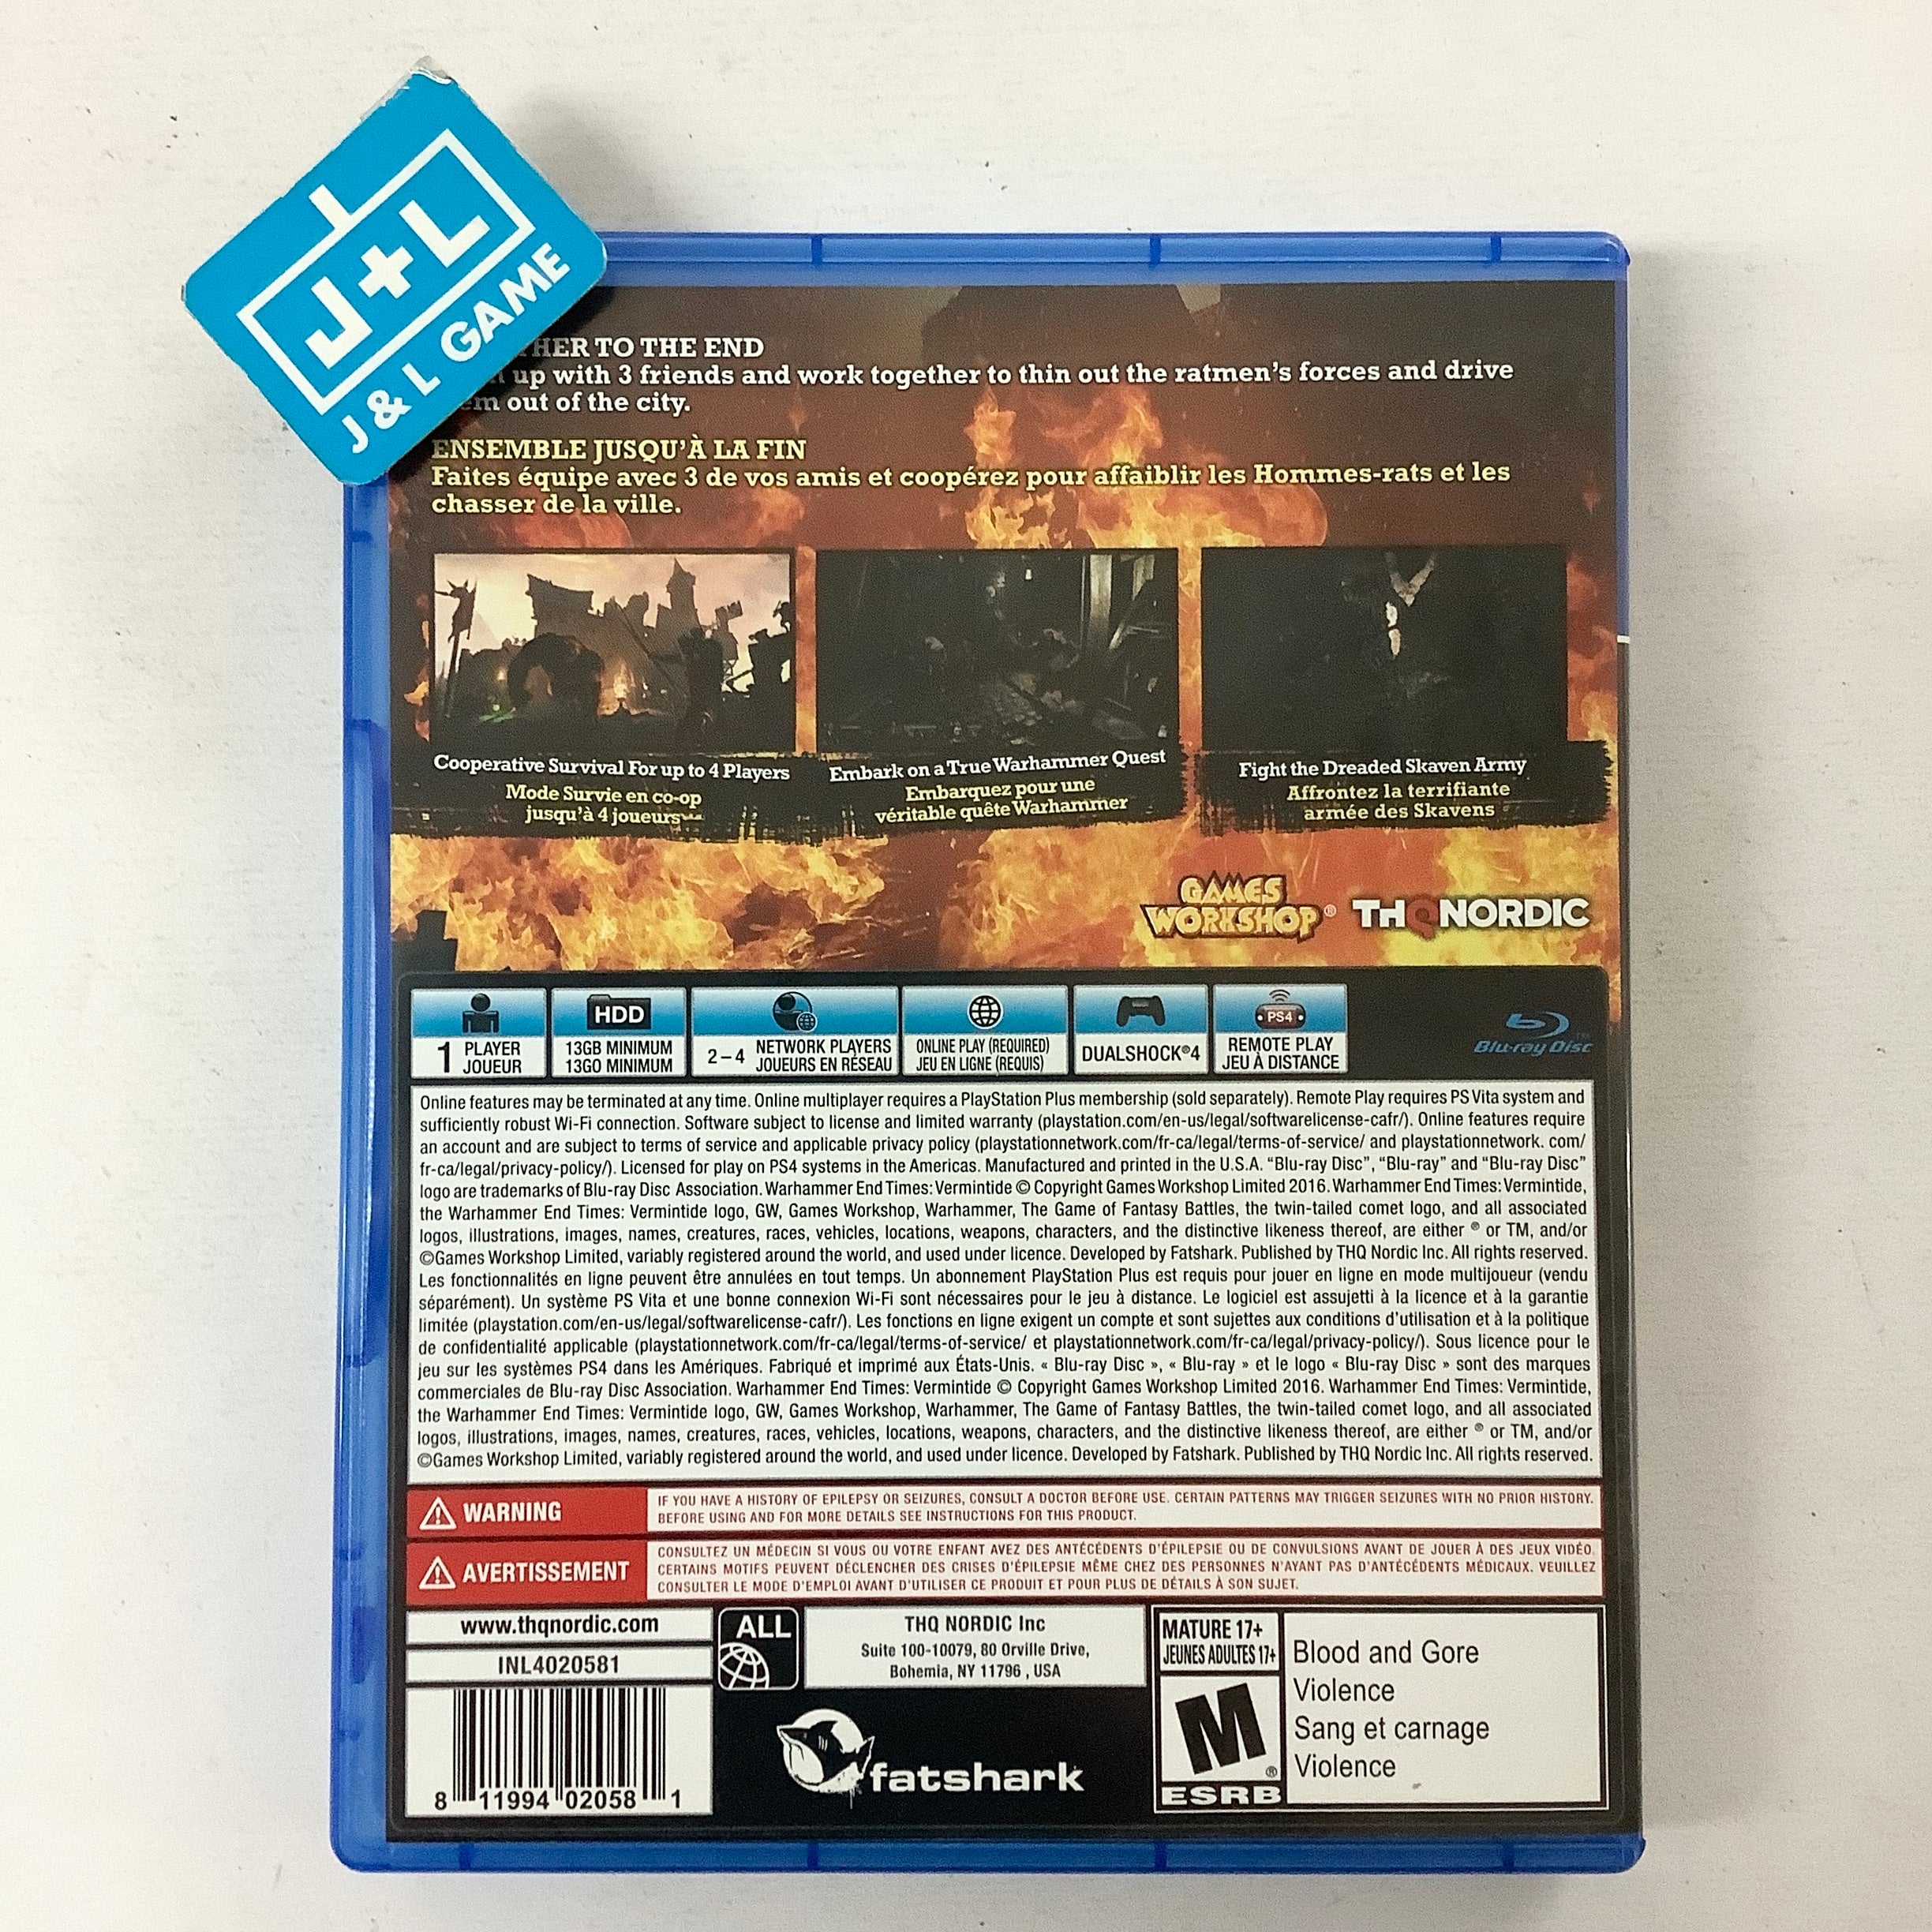 J+L
J & L GAME
HER TO THE END
up with 3 friends and work together to thin out the ratmen's forces and drive
em out of the city.
ENSEMBLE JUSQU'À LA FIN
Faites équipe avec 3 de vos amis et coopérez pour affaiblir les Hommes-rats et les
chasser de la ville.
Cooperative Survival For up to 4 Players
Mode Survie en co-op
jusqu'à 4 joueurs
Embark on a True Warhammer Quest
Embarquez pour une
véritable quête Warhammer
Fight the Dreaded Skaven Army
Affrontez la terrifiante
armée des Skavens
GAMES
WORKSHOP®
THQ NORDIC
1 PLAYER
JOUEUR
HDD
13GB MINIMUM
13GO MINIMUM
2–4 NETWORK PLAYERS
JOUEURS EN RÉSEAU
ONLINE PLAY (REQUIRED)
JEU EN LIGNE (REQUIS)
DUALSHOCK®4
PS4
REMOTE PLAY
JEU À DISTANCE
Blu-ray Disc
Online features may be terminated at any time. Online multiplayer requires a PlayStation Plus membership (sold separately). Remote Play requires PS Vita system and
sufficiently robust Wi-Fi connection. Software subject to license and limited warranty (playstation.com/en-us/legal/softwarelicense-cafr/). Online features require
an account and are subject to terms of service and applicable privacy policy (playstationnetwork.com/fr-ca/legal/terms-of-service/ and playstationnetwork. com/
fr-ca/legal/privacy-policy/). Licensed for play on PS4 systems in the Americas. Manufactured and printed in the U.S.A. “Blu-ray Disc”, “Blu-ray” and “Blu-ray Disc”
logo are trademarks of Blu-ray Disc Association. Warhammer End Times: Vermintide © Copyright Games Workshop Limited 2016. Warhammer End Times: Vermintide,
the Warhammer End Times: Vermintide logo, GW, Games Workshop, Warhammer, The Game of Fantasy Battles, the twin-tailed comet logo, and all associated
logos, illustrations, images, names, creatures, races, vehicles, locations, weapons, characters, and the distinctive likeness thereof, are either ® or TM, and/or
©Games Workshop Limited, variably registered around the world, and used under licence. Developed by Fatshark. Published by THQ Nordic Inc. All rights reserved.
Les fonctionnalités en ligne peuvent être annulées en tout temps. Un abonnement PlayStation Plus est requis pour jouer en ligne en mode multijoueur (vendu
séparément). Un système PS Vita et une bonne connexion Wi-Fi sont nécessaires pour le jeu à distance. Le logiciel est assujetti à la licence et à la garantie
limitée (playstation.com/en-us/legal/softwarelicense-cafr/). Les fonctions en ligne exigent un compte et sont sujettes aux conditions d'utilisation et à la politique
de confidentialité applicable (playstationnetwork.com/fr-ca/legal/terms-of-service/ et playstationnetwork.com/fr-ca/legal/privacy-policy/). Sous licence pour le
jeu sur les systèmes PS4 dans les Amériques. Fabriqué et imprimé aux États-Unis. « Blu-ray Disc », « Blu-ray » et le logo « Blu-ray Disc » sont des marques
commerciales de Blu-ray Disc Association. Warhammer End Times: Vermintide © Copyright Games Workshop Limited 2016. Warhammer End Times: Vermintide,
the Warhammer End Times: Vermintide logo, GW, Games Workshop, Warhammer, The Game of Fantasy Battles, the twin-tailed comet logo, and all associated
logos, illustrations, images, names, creatures, races, vehicles, locations, weapons, characters, and the distinctive likeness thereof, are either ® or TM, and/or
©Games Workshop Limited, variably registered around the world, and used under licence. Developed by Fatshark. Published by THQ Nordic Inc. All rights reserved.
WARNING
IF YOU HAVE A HISTORY OF EPILEPSY OR SEIZURES, CONSULT A DOCTOR BEFORE USE. CERTAIN PATTERNS MAY TRIGGER SEIZURES WITH NO PRIOR HISTORY.
BEFORE USING AND FOR MORE DETAILS SEE INSTRUCTIONS FOR THIS PRODUCT.
AVERTISSEMENT
CONSULTEZ UN MÉDECIN SI VOUS OU VOTRE ENFANT AVEZ DES ANTÉCÉDENTS D'ÉPILEPSIE OU DE CONVULSIONS AVANT DE JOUER À DES JEUX VIDÉO.
CERTAINS MOTIFS PEUVENT DÉCLENCHER DES CRISES D'ÉPILEPSIE MÊME CHEZ DES PERSONNES N'AYANT PAS D'ANTÉCÉDENTS MÉDICAUX. VEUILLEZ
CONSULTER LE MODE D'EMPLOI AVANT D'UTILISER CE PRODUIT ET POUR PLUS DE DÉTAILS À SON SUJET.
www.thqnordic.com
INL4020581
8 11994 02058 1
ALL
THQ NORDIC Inc
Suite 100-10079, 80 Orville Drive,
Bohemia, NY 11796 , USA
fatshark
MATURE 17+
JEUNES ADULTES 17+
M®
ESRB
Blood and Gore
Violence
Sang et carnage
Violence